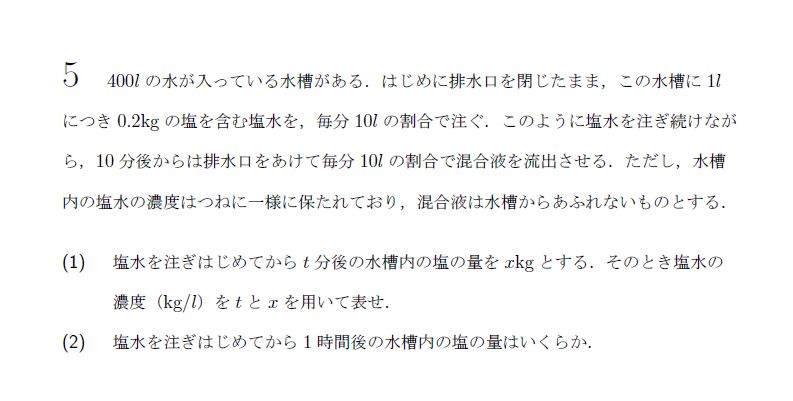 5 400l の水が入っている水槽がある．はじめに排水口を閉じたまま，この水槽に 1l
につき 0.2kg の塩を含む塩水を，毎分 10l の割合で注ぐ．このように塩水を注ぎ続けなが
ら，10 分後からは排水口をあけて毎分 10l の割合で混合液を流出させる．ただし，水槽
内の塩水の濃度はつねに一様に保たれており，混合液は水槽からあふれないものとする．
(1) 塩水を注ぎはじめてから t 分後の水槽内の塩の量を xkg とする．そのとき塩水の
濃度（kg/l）を t と x を用いて表せ．
(2) 塩水を注ぎはじめてから 1 時間後の水槽内の塩の量はいくらか．